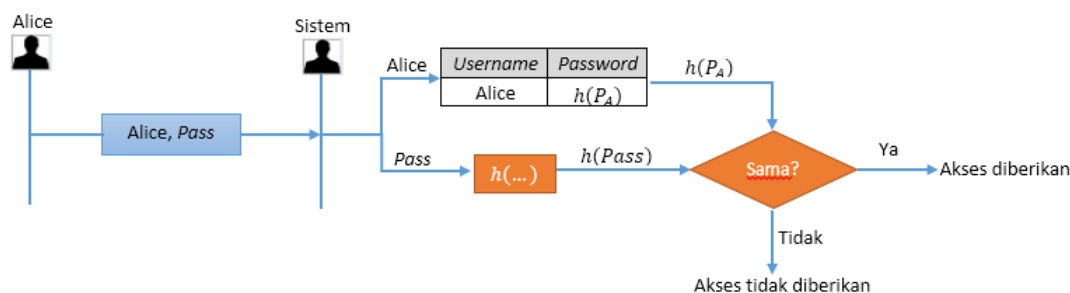 Alice
Sistem
Alice
Username Password
Alice h(P_A)
h(P_A)
Alice, Pass
Pass
h(...)
h(Pass)
Sama?
Ya
Akses diberikan
Tidak
Akses tidak diberikan